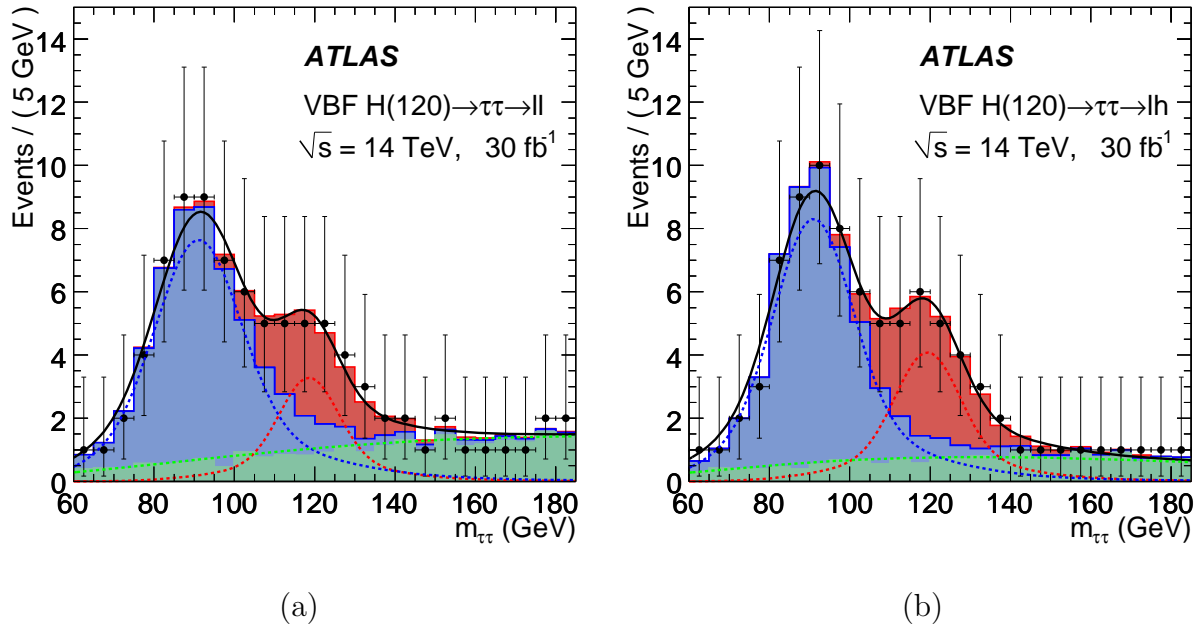 Events / ( 5 GeV )
14
12
10
8
6
4
2
0
ATLAS
VBF H(120)→ττ→ll
√s = 14 TeV, 30 fb⁻¹
60 80 100 120 140 160 180
m_ττ (GeV)
(a)
Events / ( 5 GeV )
14
12
10
8
6
4
2
0
ATLAS
VBF H(120)→ττ→lh
√s = 14 TeV, 30 fb⁻¹
60 80 100 120 140 160 180
m_ττ (GeV)
(b)